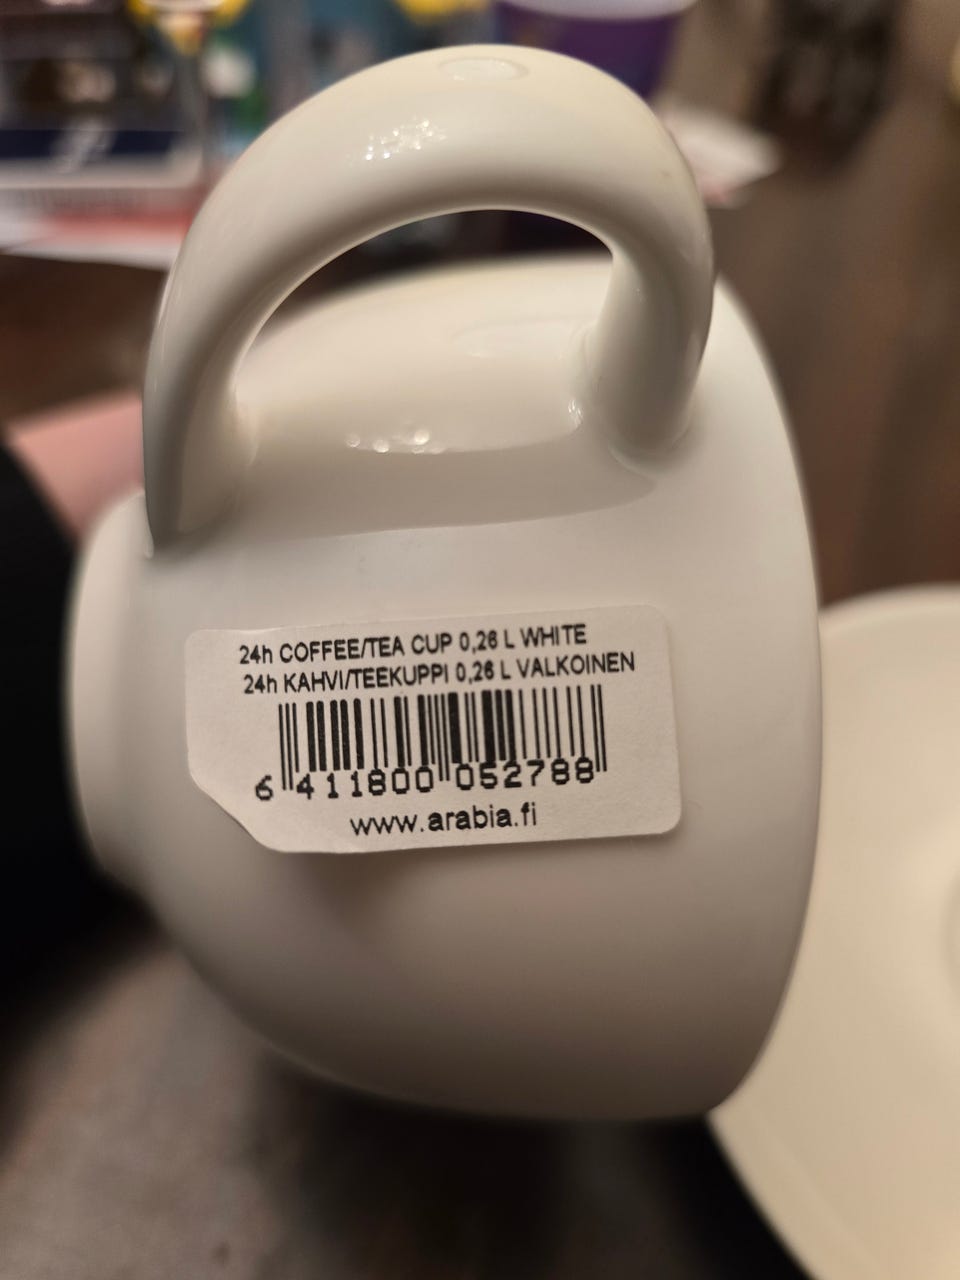 24h COFFEE/TEA CUP 0,26 L WHITE
24h KAHVI/TEEKUPPI 0,26 L VALKOINEN
6 411800 052788
www.arabia.fi